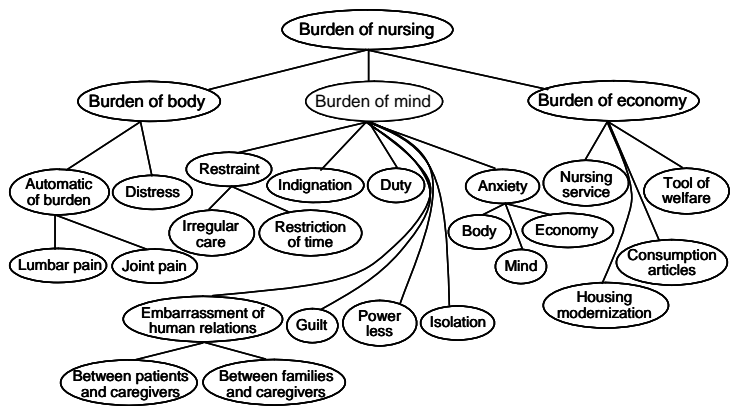 Burden of nursing
Burden of body
Burden of mind
Burden of economy
Automatic
of burden
Distress
Restraint
Indignation
Duty
Anxiety
Nursing
service
Tool of
welfare
Irregular
care
Restriction
of time
Body
Economy
Mind
Lumbar pain
Joint pain
Consumption
articles
Housing
modernization
Embarrassment of
human relations
Guilt
Power
less
Isolation
Between patients
and caregivers
Between families
and caregivers